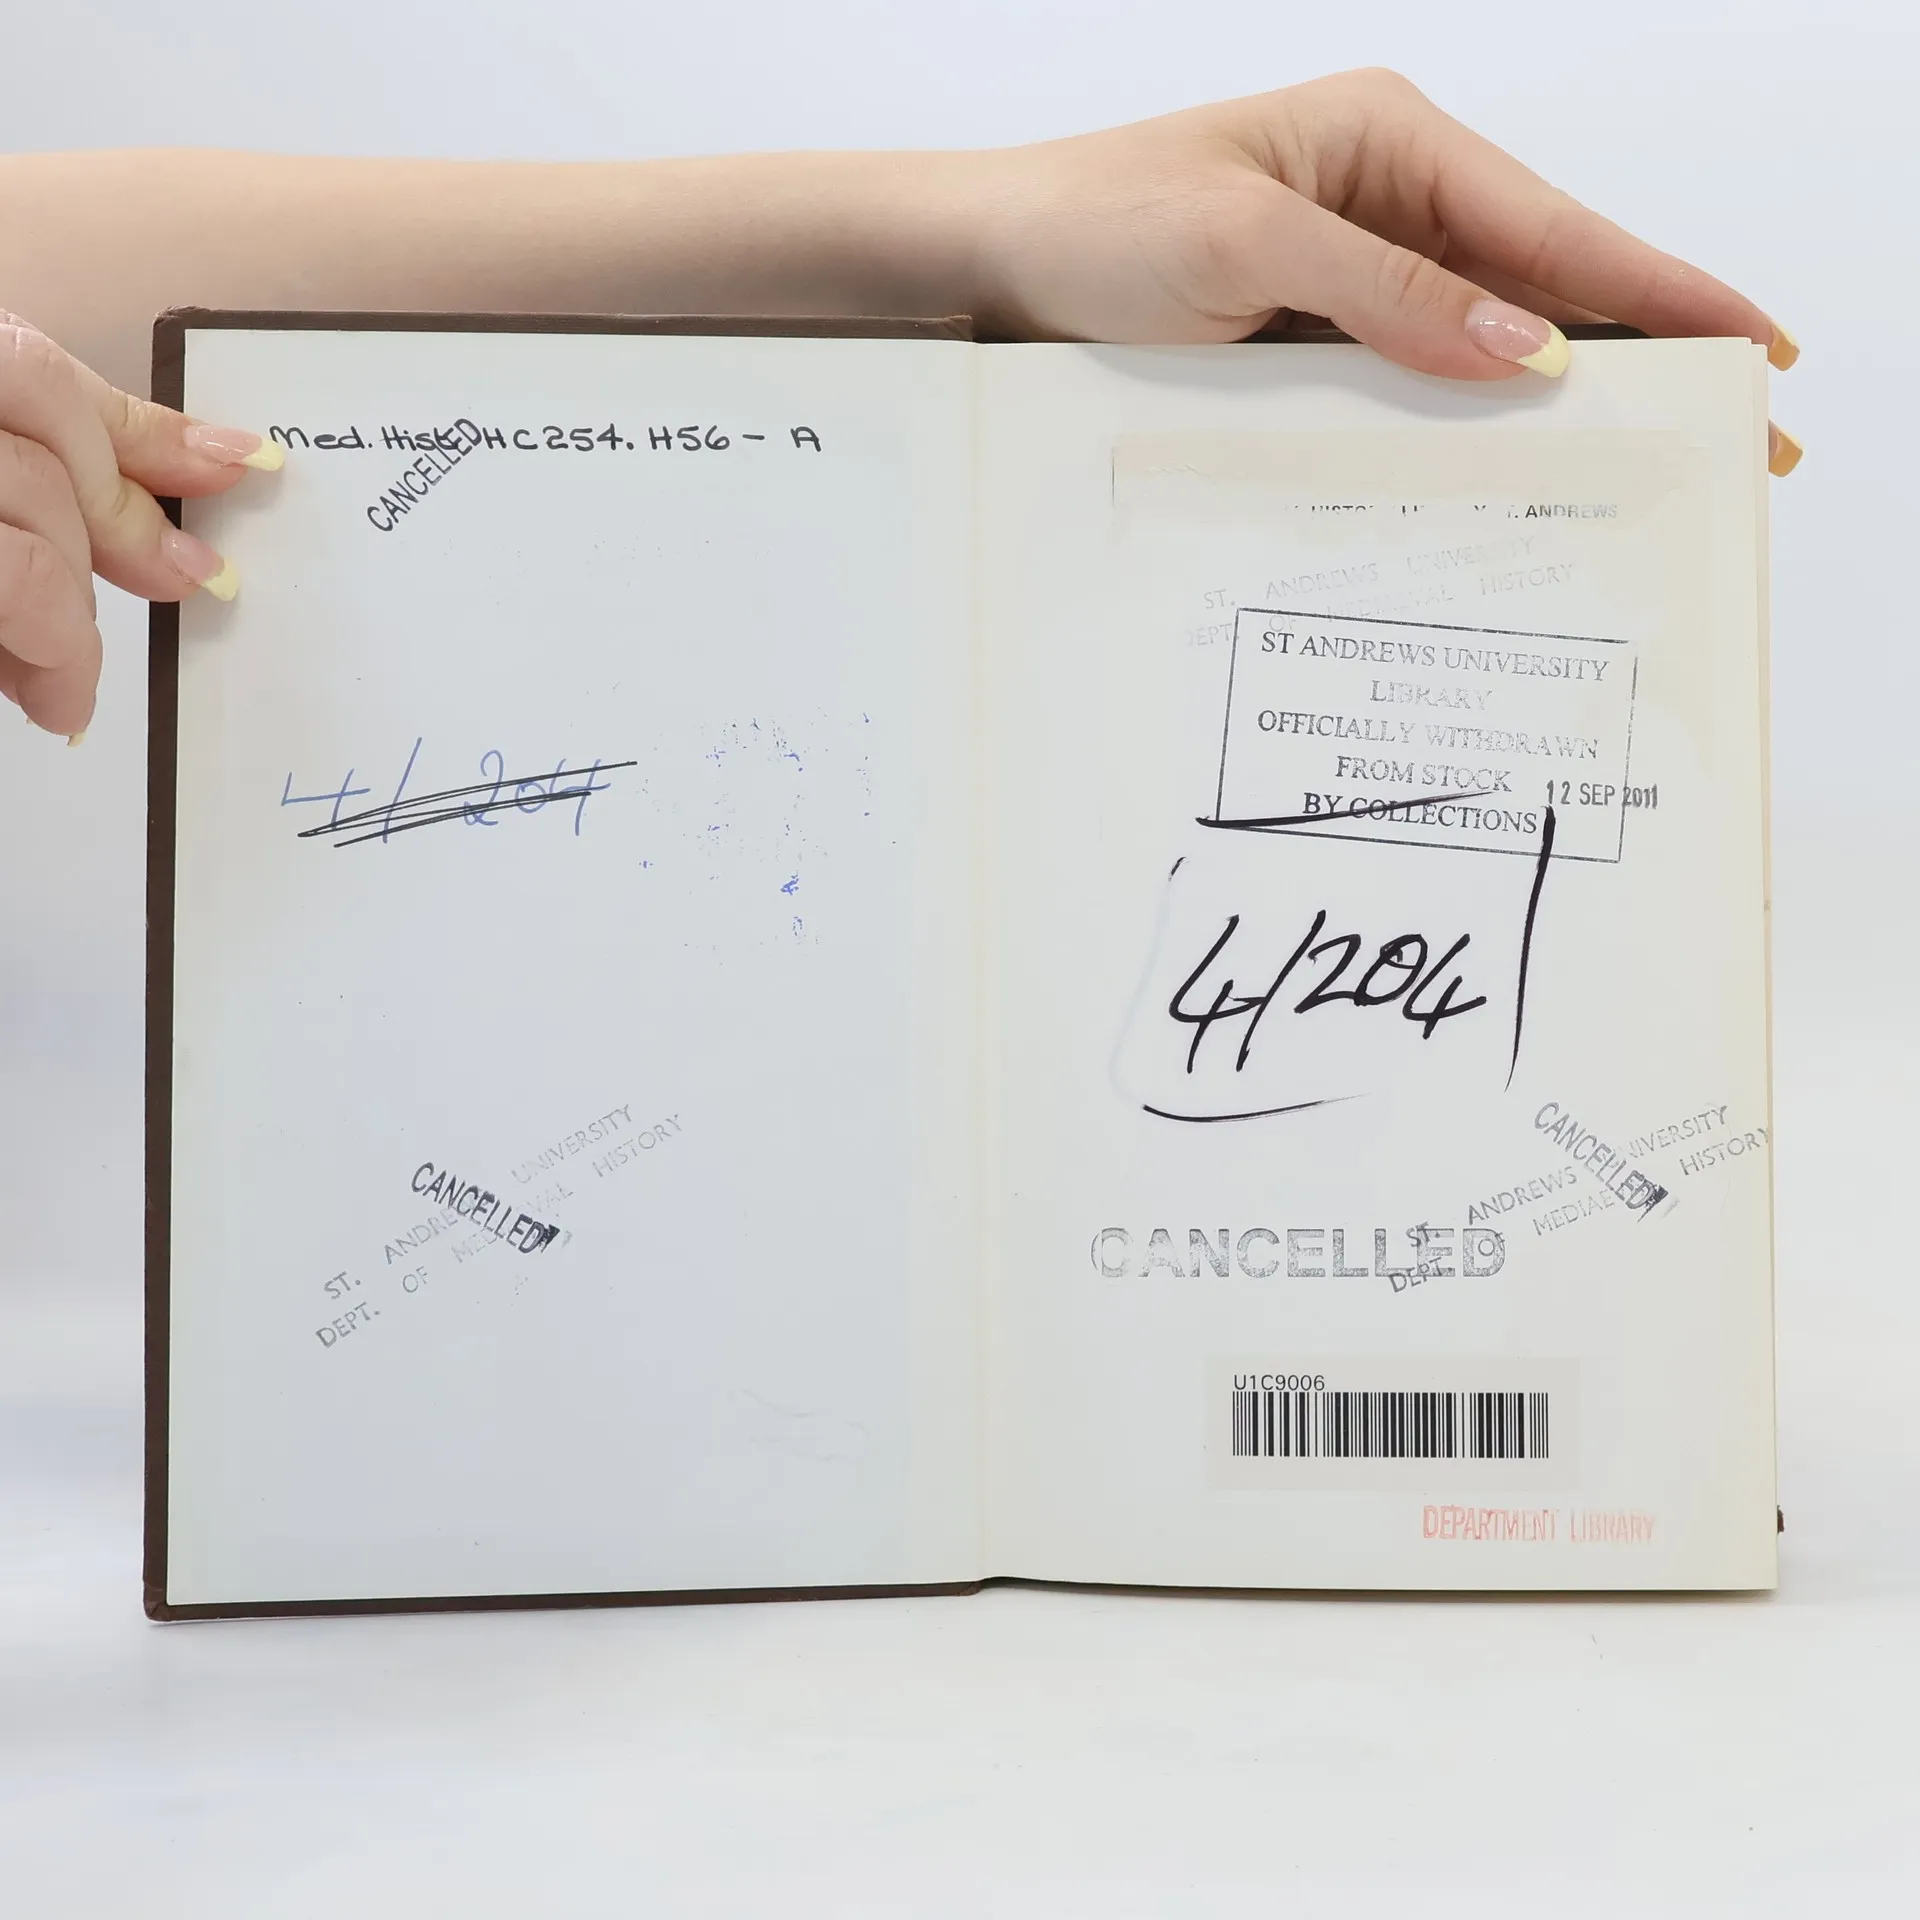 Med. Hist HC254. H56 - A
CANCELLED
4/204
UNIVERSITY
ST. HISTORY
DEPT. OF
CANCELLED
ANDREWS
ST. ANDREWS UNIVERSITY
DEPT. OF MEDIAEVAL HISTORY
ST ANDREWS UNIVERSITY
LIBRARY
OFFICIALLY WITHDRAWN
FROM STOCK
BY COLLECTIONS
12 SEP 2011
4/204
CANCELLED
ST. ANDREWS UNIVERSITY
DEPT. OF MEDIAEVAL HISTORY
CANCELLED
U1C9006
DEPARTMENT LIBRARY